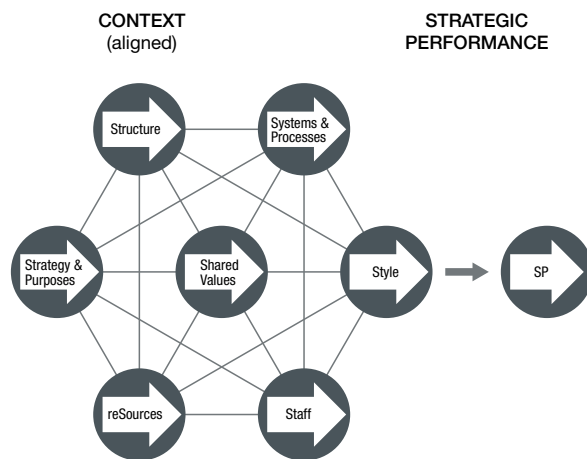 CONTEXT
(aligned)
STRATEGIC
PERFORMANCE
Structure
Systems &
Processes
Strategy &
Purposes
Shared
Values
Style
SP
reSources
Staff